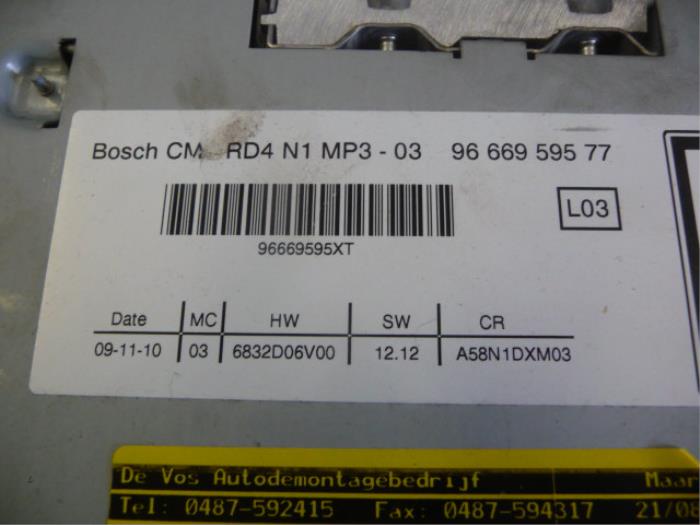 Bosch CM RD4 N1 MP3 - 03 96 669 595 77
L03
96669595XT
Date MC HW SW CR
09-11-10 03 6832D06V00 12.12 A58N1DXM03
De Vos Autodemontagebedrijf
Tel: 0487-592415 Fax: 0487-594317